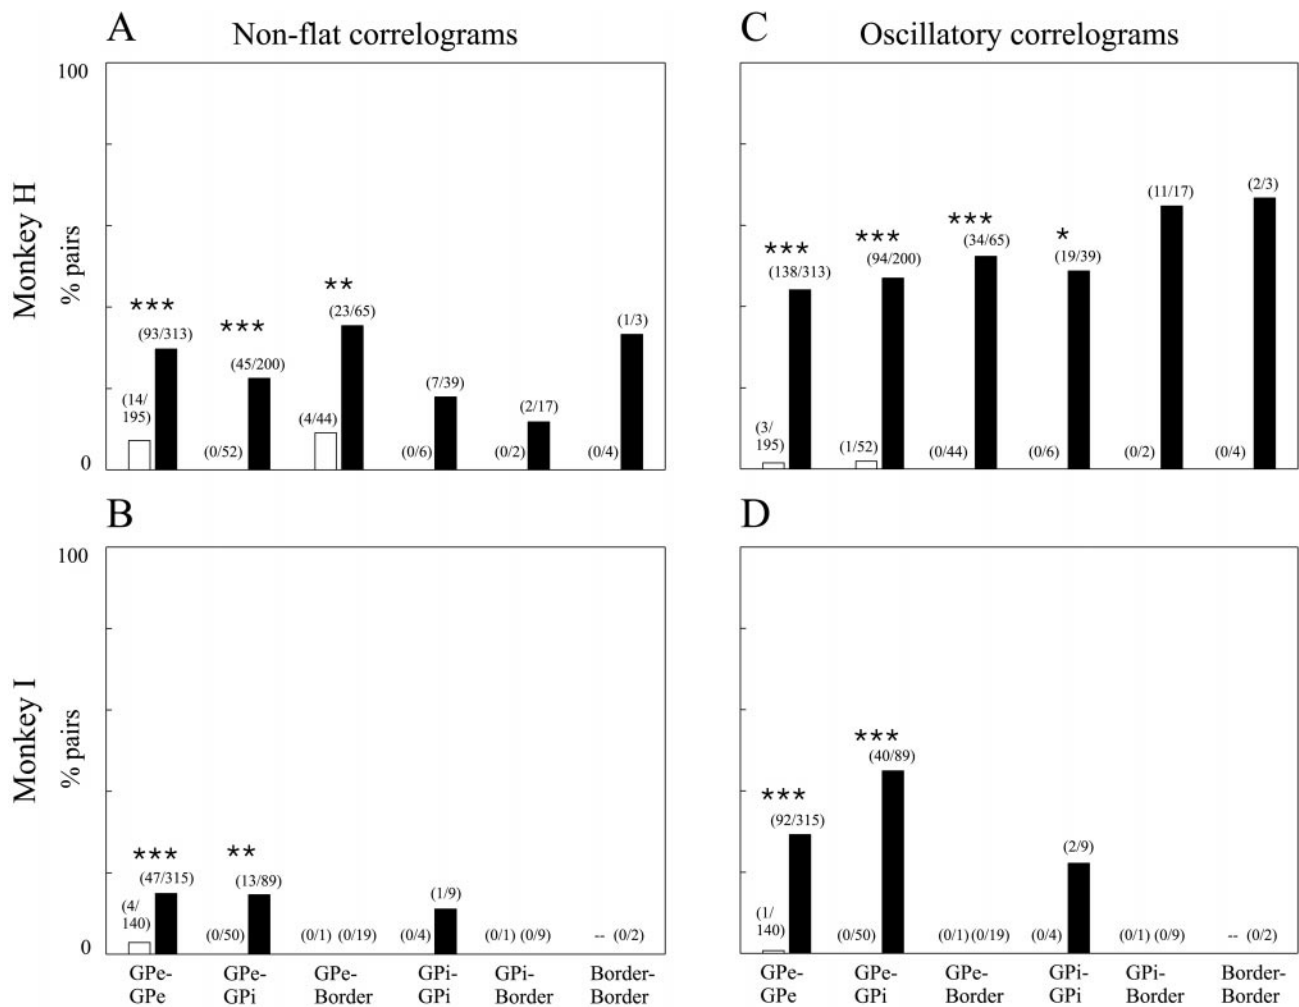 A
Non-flat correlograms
C
Oscillatory correlograms
Monkey H
% pairs
100
0
***
(93/313)
(14/
195)
***
(45/200)
(0/52)
**
(23/65)
(4/44)
(7/39)
(0/6)
(2/17)
(0/2)
(1/3)
(0/4)
***
(138/313)
(3/
195)
***
(94/200)
(1/52)
***
(34/65)
(0/44)
*
(19/39)
(0/6)
(11/17)
(0/2)
(2/3)
(0/4)
B
D
Monkey I
% pairs
100
0
***
(47/315)
(4/
140)
**
(13/89)
(0/50)
(0/1) (0/19)
(1/9)
(0/4)
(0/1) (0/9)
-- (0/2)
GPe-
GPe
GPe-
GPi
GPe-
Border
GPi-
GPi
GPi-
Border
Border-
Border
***
(92/315)
(1/
140)
***
(40/89)
(0/50)
(0/1) (0/19)
(2/9)
(0/4)
(0/1) (0/9)
-- (0/2)
GPe-
GPe
GPe-
GPi
GPe-
Border
GPi-
GPi
GPi-
Border
Border-
Border